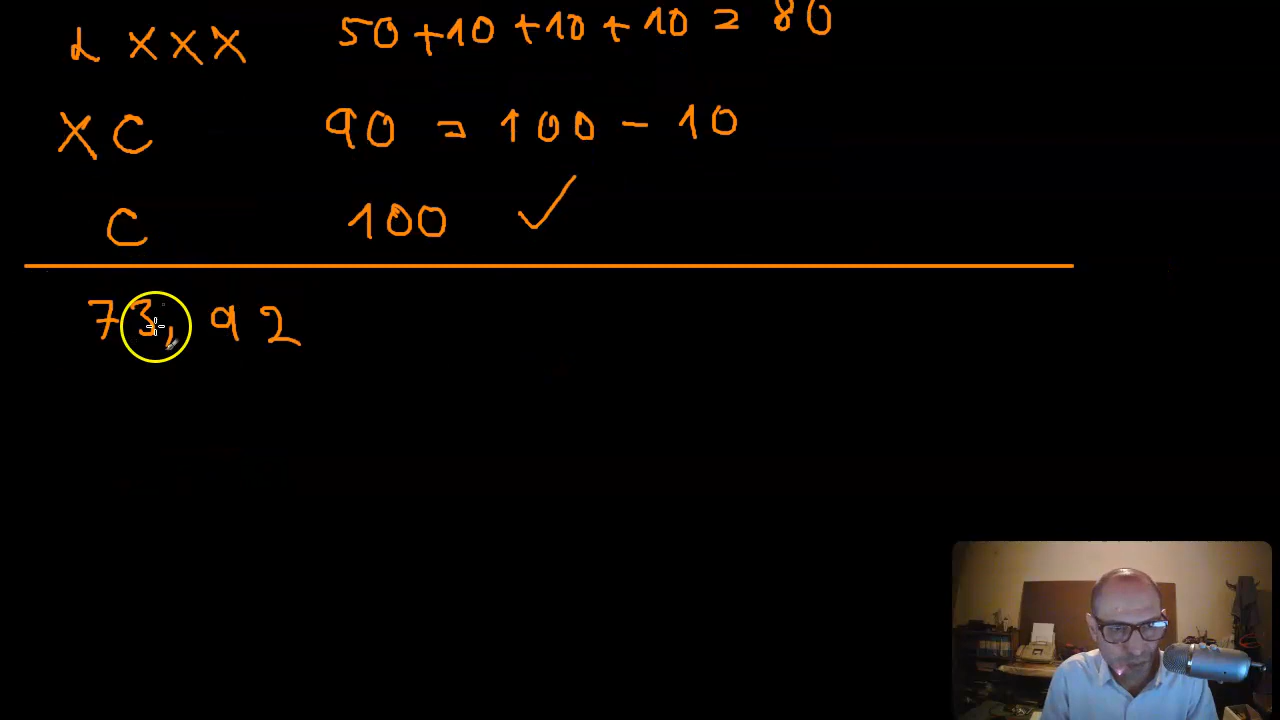 L X X X 50 + 10 + 10 + 10 = 80
X C 90 = 100 - 10
C 100 ✓
73, 92